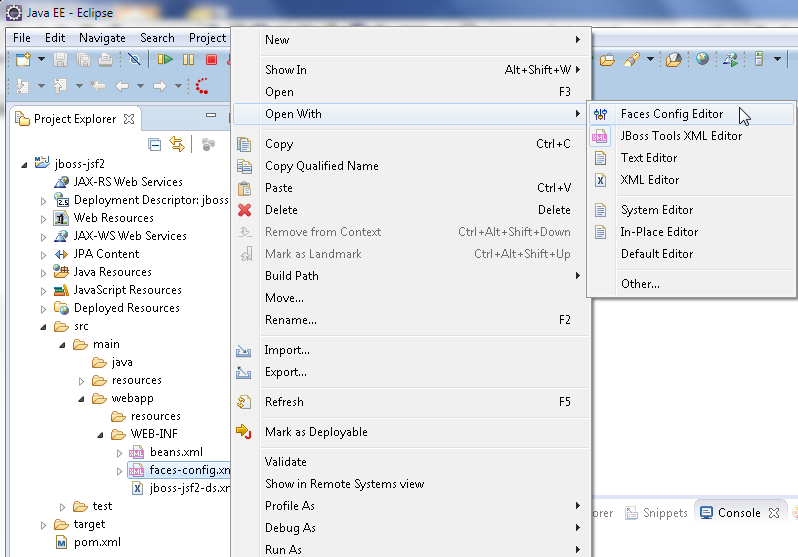 Java EE - Eclipse
File Edit Navigate Search Project
Project Explorer
jboss-jsf2
JAX-RS Web Services
Deployment Descriptor: jboss
Web Resources
JAX-WS Web Services
JPA Content
Java Resources
JavaScript Resources
Deployed Resources
src
main
java
resources
webapp
resources
WEB-INF
beans.xml
faces-config.xm
jboss-jsf2-ds.xm
test
target
pom.xml
New
Show In Alt+Shift+W
Open F3
Open With
Copy Ctrl+C
Copy Qualified Name
Paste Ctrl+V
Delete Delete
Remove from Context Ctrl+Alt+Shift+Down
Mark as Landmark Ctrl+Alt+Shift+Up
Build Path
Move...
Rename... F2
Import...
Export...
Refresh F5
Mark as Deployable
Validate
Show in Remote Systems view
Profile As
Debug As
Run As
Faces Config Editor
JBoss Tools XML Editor
Text Editor
XML Editor
System Editor
In-Place Editor
Default Editor
Other...
orer Snippets Console